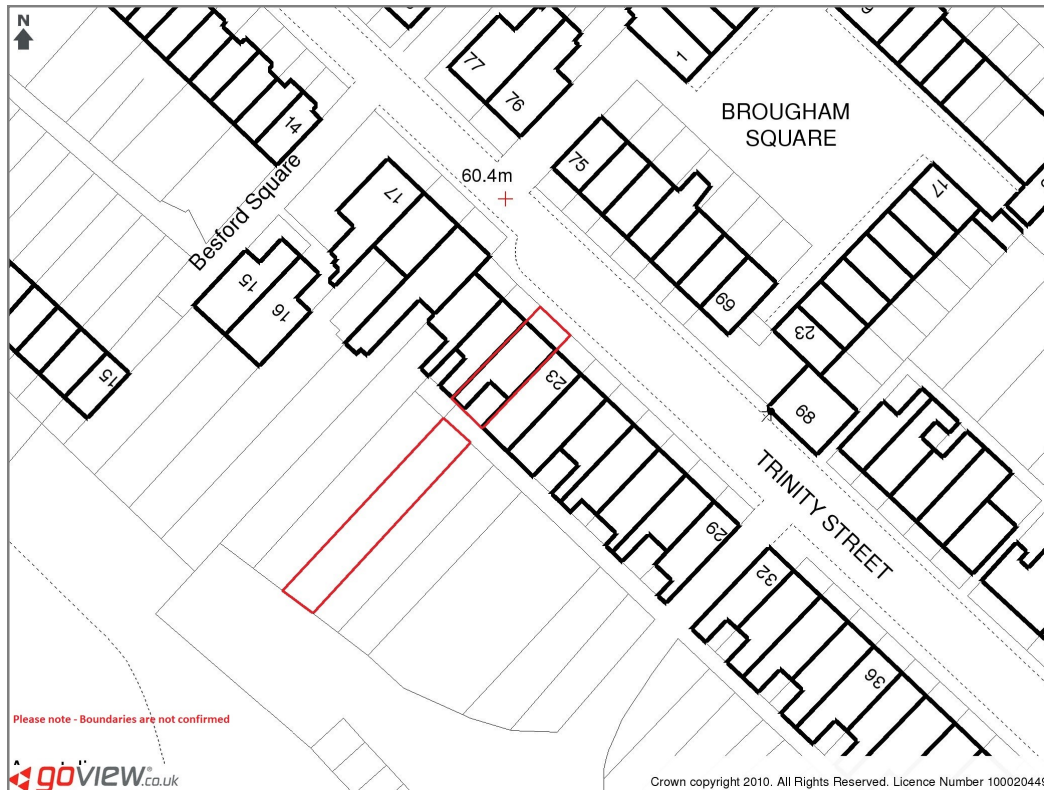 N
77
76
1
14
BROUGHAM
SQUARE
75
60.4m
17
17
Besford Square
15
16
69
23
15
23
68
TRINITY STREET
29
32
36
Please note - Boundaries are not confirmed
goview.co.uk
Crown copyright 2010. All Rights Reserved. Licence Number 100020449